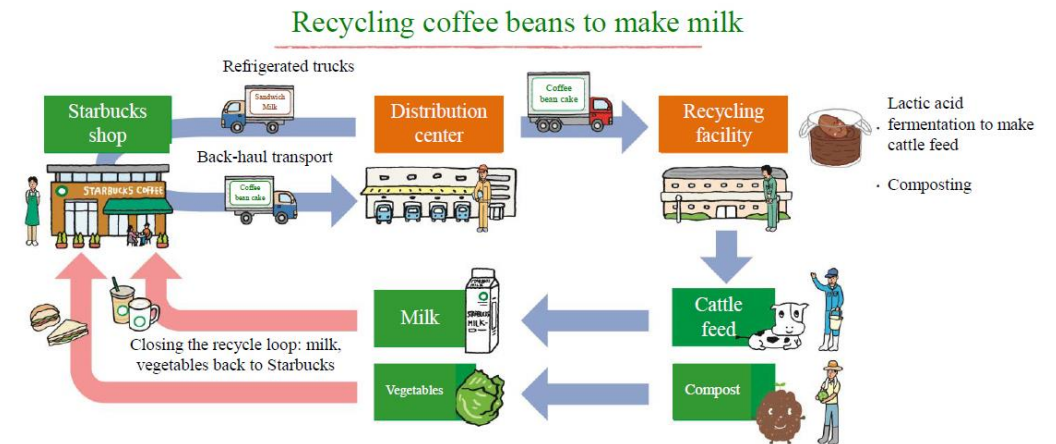 Recycling coffee beans to make milk
Refrigerated trucks
Starbucks
shop
Sandwich
Milk
Distribution
center
Coffee
bean cake
Recycling
facility
Lactic acid
· fermentation to make
cattle feed
· Composting
Back-haul transport
Coffee
bean cake
STARBUCKS COFFEE
Milk
STARBUCKS
MILK
Cattle
feed
Closing the recycle loop: milk,
vegetables back to Starbucks
Vegetables
Compost